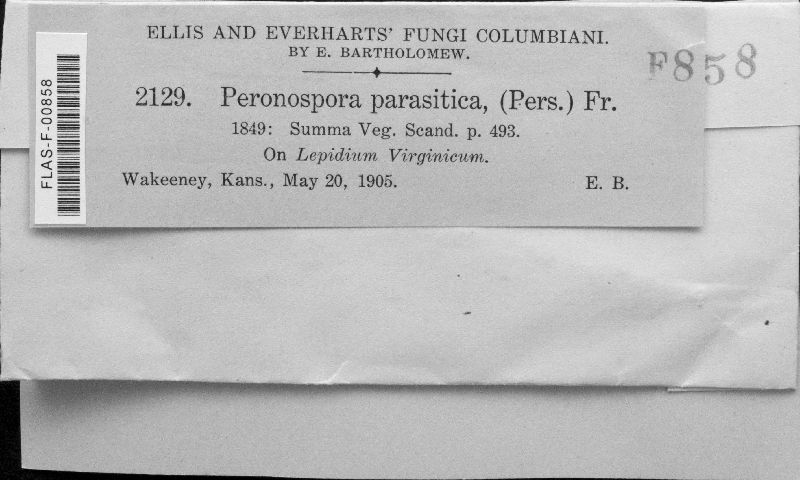 ELLIS AND EVERHARTS' FUNGI COLUMBIANI.
BY E. BARTHOLOMEW.
F858
2129. Peronospora parasitica, (Pers.) Fr.
1849: Summa Veg. Scand. p. 493.
On Lepidium Virginicum.
Wakeeney, Kans., May 20, 1905. E. B.
FLAS-F-00858